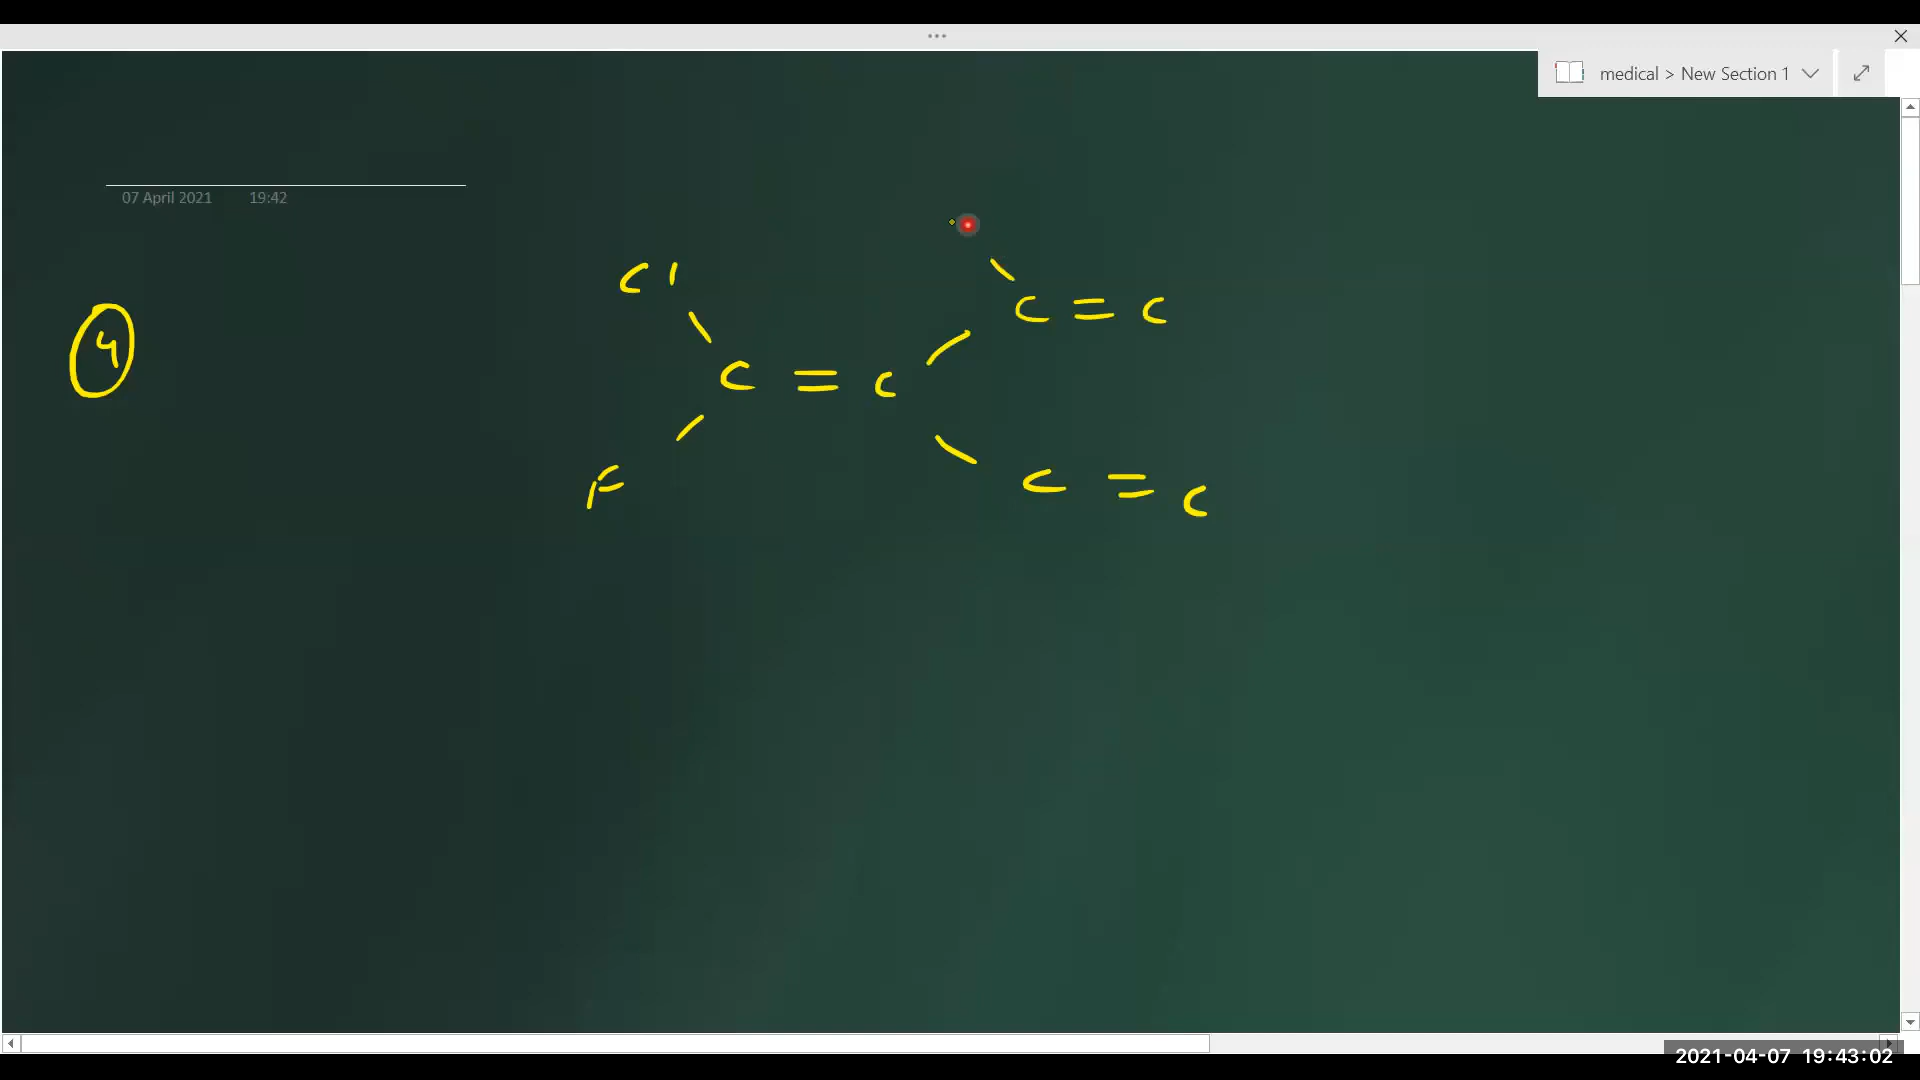 medical > New Section 1
07 April 2021 19:42
Cl
C = C
4
C = C
F
C = C
2021-04-07 19:43:02